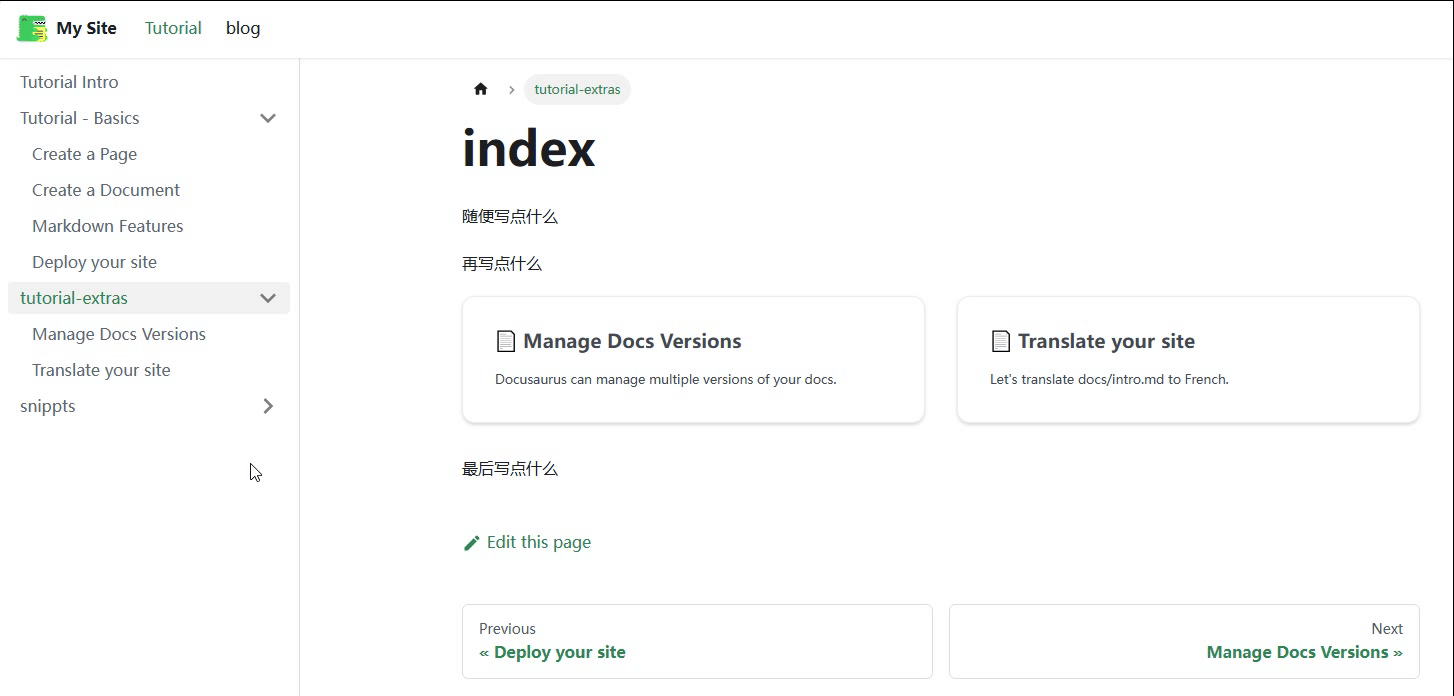 My Site Tutorial blog
Tutorial Intro
Tutorial - Basics
Create a Page
Create a Document
Markdown Features
Deploy your site
tutorial-extras
Manage Docs Versions
Translate your site
snippts
tutorial-extras
index
随便写点什么
再写点什么
Manage Docs Versions
Docusaurus can manage multiple versions of your docs.
Translate your site
Let's translate docs/intro.md to French.
最后写点什么
Edit this page
Previous
« Deploy your site
Next
Manage Docs Versions »